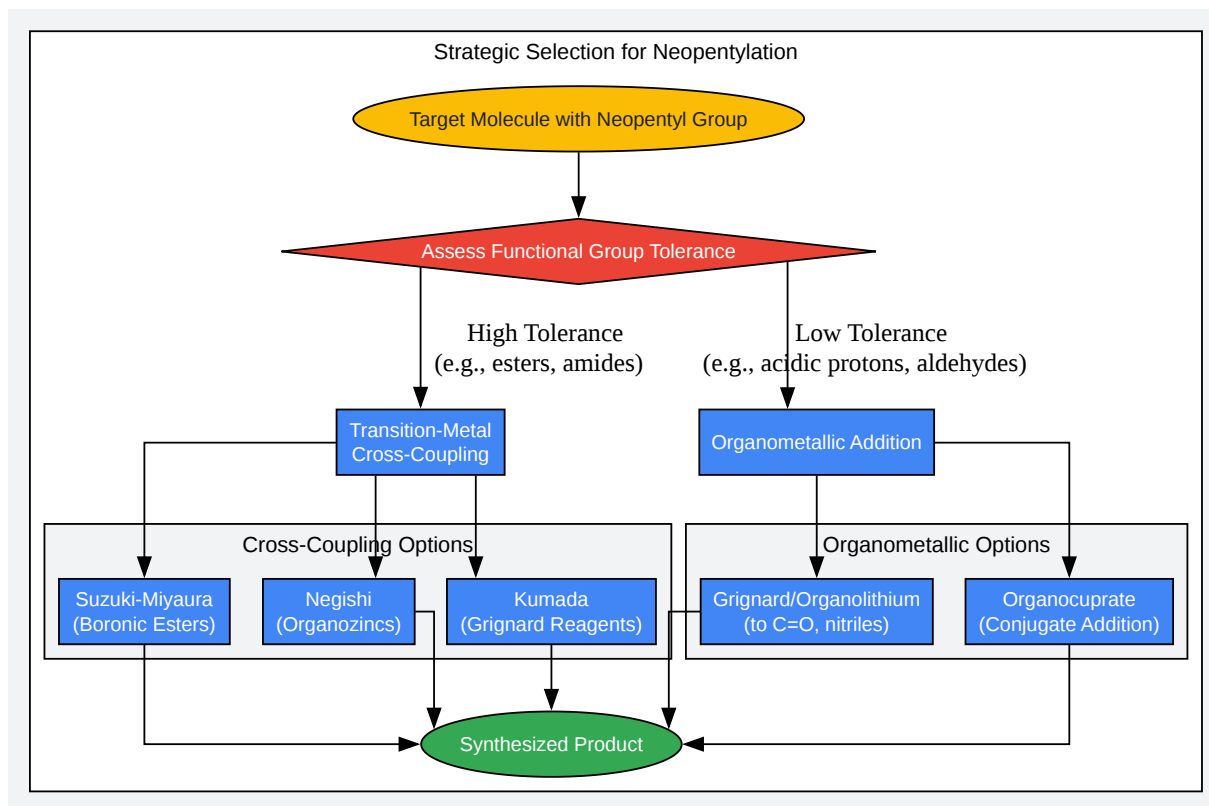 Strategic Selection for Neopentylation
Target Molecule with Neopentyl Group
Assess Functional Group Tolerance
High Tolerance
(e.g., esters, amides)
Low Tolerance
(e.g., acidic protons, aldehydes)
Transition-Metal
Cross-Coupling
Organometallic Addition
Cross-Coupling Options
Suzuki-Miyaura
(Boronic Esters)
Negishi
(Organozincs)
Kumada
(Grignard Reagents)
Organometallic Options
Grignard/Organolithium
(to C=O, nitriles)
Organocuprate
(Conjugate Addition)
Synthesized Product